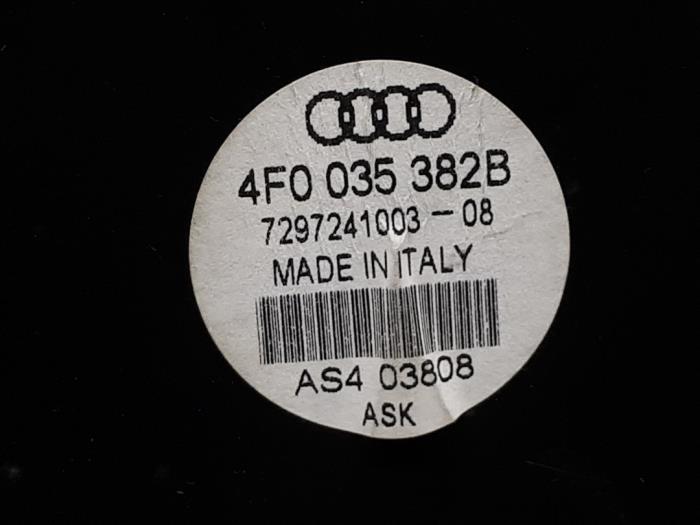 4F0 035 382B
7297241003-08
MADE IN ITALY
AS4 03808
ASK